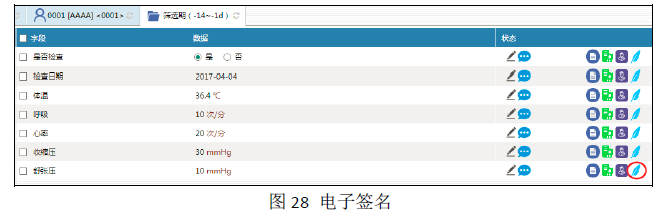 0001 [AAAA] <0001> 筛选期（-14~-1d）
字段 数据 状态
是否检查 是 否
检查日期 2017-04-04
体温 36.4 ℃
呼吸 10 次/分
心率 20 次/分
收缩压 30 mmHg
舒张压 10 mmHg
图 28 电子签名